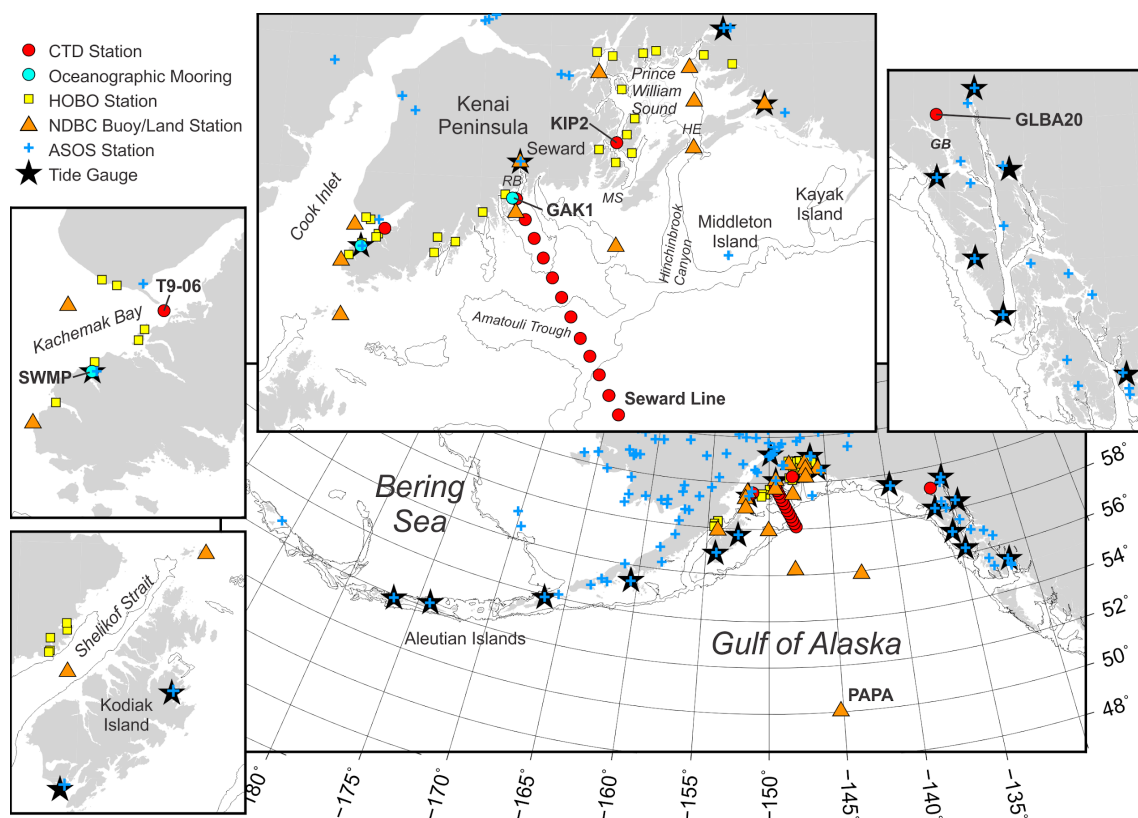 CTD Station
Oceanographic Mooring
HOBO Station
NDBC Buoy/Land Station
ASOS Station
Tide Gauge
Kenai
Peninsula
Seward
Prince
William
Sound
KIP2
HE
MS
RB
GAK1
Cook Inlet
Hinchinbrook
Canyon
Middleton
Island
Kayak
Island
Amatouli Trough
Seward Line
GLBA20
GB
T9-06
Kachemak Bay
SWMP
Shelikof Strait
Kodiak
Island
Bering
Sea
Aleutian Islands
Gulf of Alaska
PAPA
58°
56°
54°
52°
50°
48°
180°
−175°
−170°
−165°
−160°
−155°
−150°
−145°
−140°
−135°